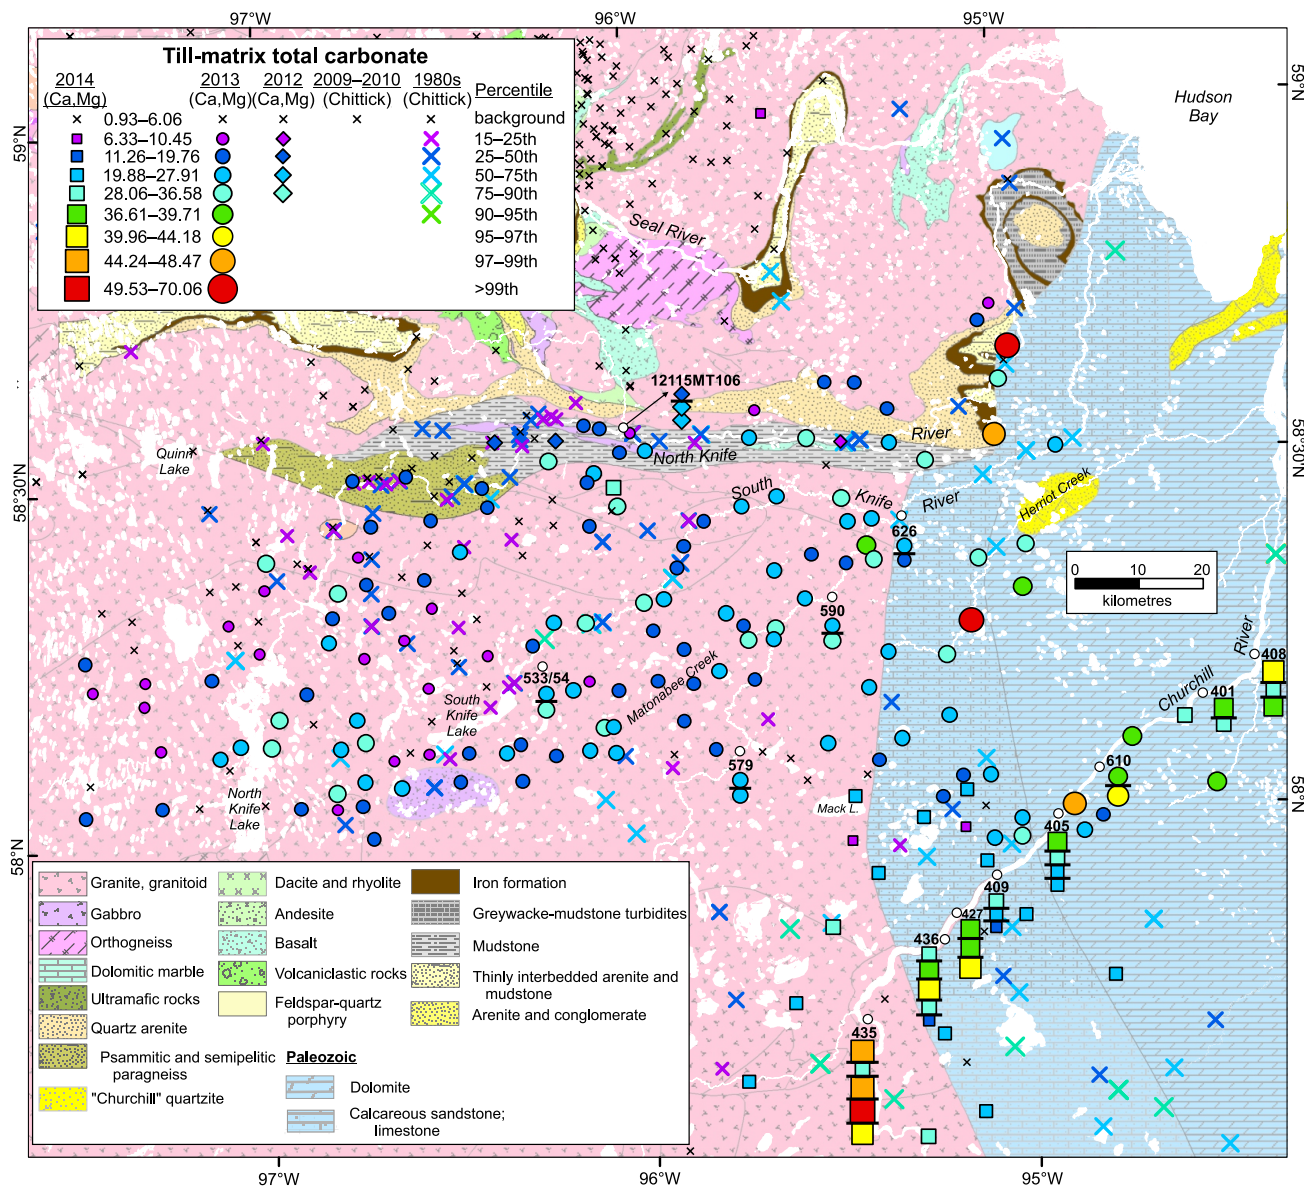 97°W
96°W
95°W
Till-matrix total carbonate
2014
(Ca,Mg)
2013
(Ca,Mg)
2012
(Ca,Mg)
2009–2010
(Chittick)
1980s
(Chittick)
Percentile
0.93–6.06
background
6.33–10.45
15–25th
11.26–19.76
25–50th
19.88–27.91
50–75th
28.06–36.58
75–90th
36.61–39.71
90–95th
39.96–44.18
95–97th
44.24–48.47
97–99th
49.53–70.06
>99th
59°N
59°N
Hudson
Bay
Seal River
12115MT106
River
North Knife
Quinn
Lake
58°30'N
58°30'N
South
Knife
River
Herriot Creek
626
0
10
20
kilometres
590
River
408
Churchill
401
533/54
Matonabee Creek
South
Knife
Lake
579
610
North
Knife
Lake
Mack L.
405
58°N
58°N
409
427
436
435
Granite, granitoid
Gabbro
Orthogneiss
Dolomitic marble
Ultramafic rocks
Quartz arenite
Psammitic and semipelitic
paragneiss
"Churchill" quartzite
Dacite and rhyolite
Andesite
Basalt
Volcaniclastic rocks
Feldspar-quartz
porphyry
Paleozoic
Dolomite
Calcareous sandstone;
limestone
Iron formation
Greywacke-mudstone turbidites
Mudstone
Thinly interbedded arenite and
mudstone
Arenite and conglomerate
97°W
96°W
95°W